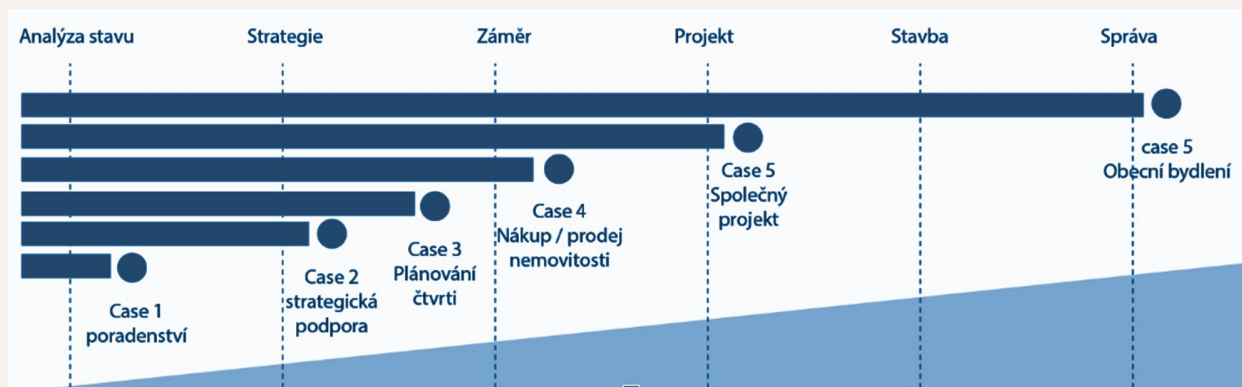 Analýza stavu
Strategie
Záměr
Projekt
Stavba
Správa
case 5
Obecní bydlení
Case 5
Společný
projekt
Case 4
Nákup / prodej
nemovitosti
Case 3
Plánování
čtvrti
Case 2
strategická
podpora
Case 1
poradenství